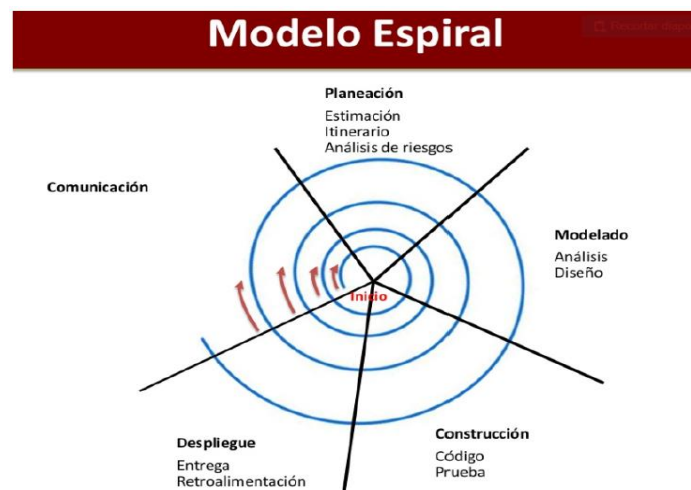 Modelo Espiral
Planeación
Estimación
Itinerario
Análisis de riesgos
Comunicación
Modelado
Análisis
Diseño
Inicio
Construcción
Código
Prueba
Despliegue
Entrega
Retroalimentación